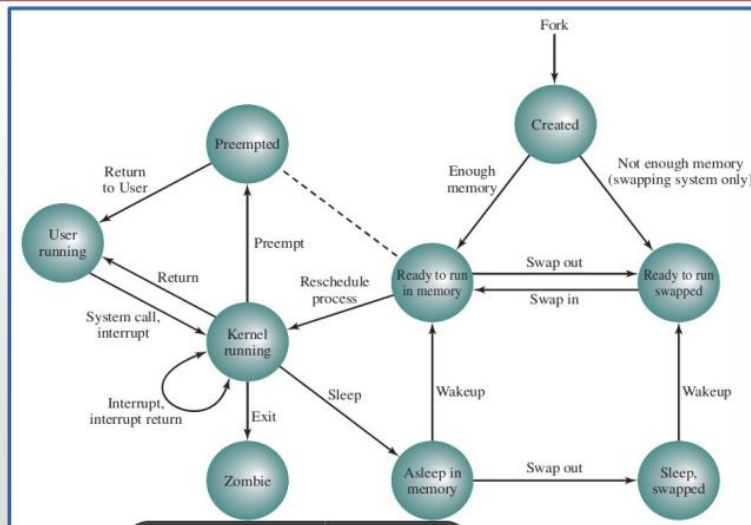 Fork
Created
Preempted
Enough
memory
Not enough memory
(swapping system only)
Return
to User
User
running
Preempt
Return
Reschedule
process
Ready to run
in memory
Swap out
Swap in
Ready to run
swapped
System call,
interrupt
Kernel
running
Interrupt,
interrupt return
Sleep
Wakeup
Wakeup
Exit
Zombie
Asleep in
memory
Swap out
Sleep,
swapped